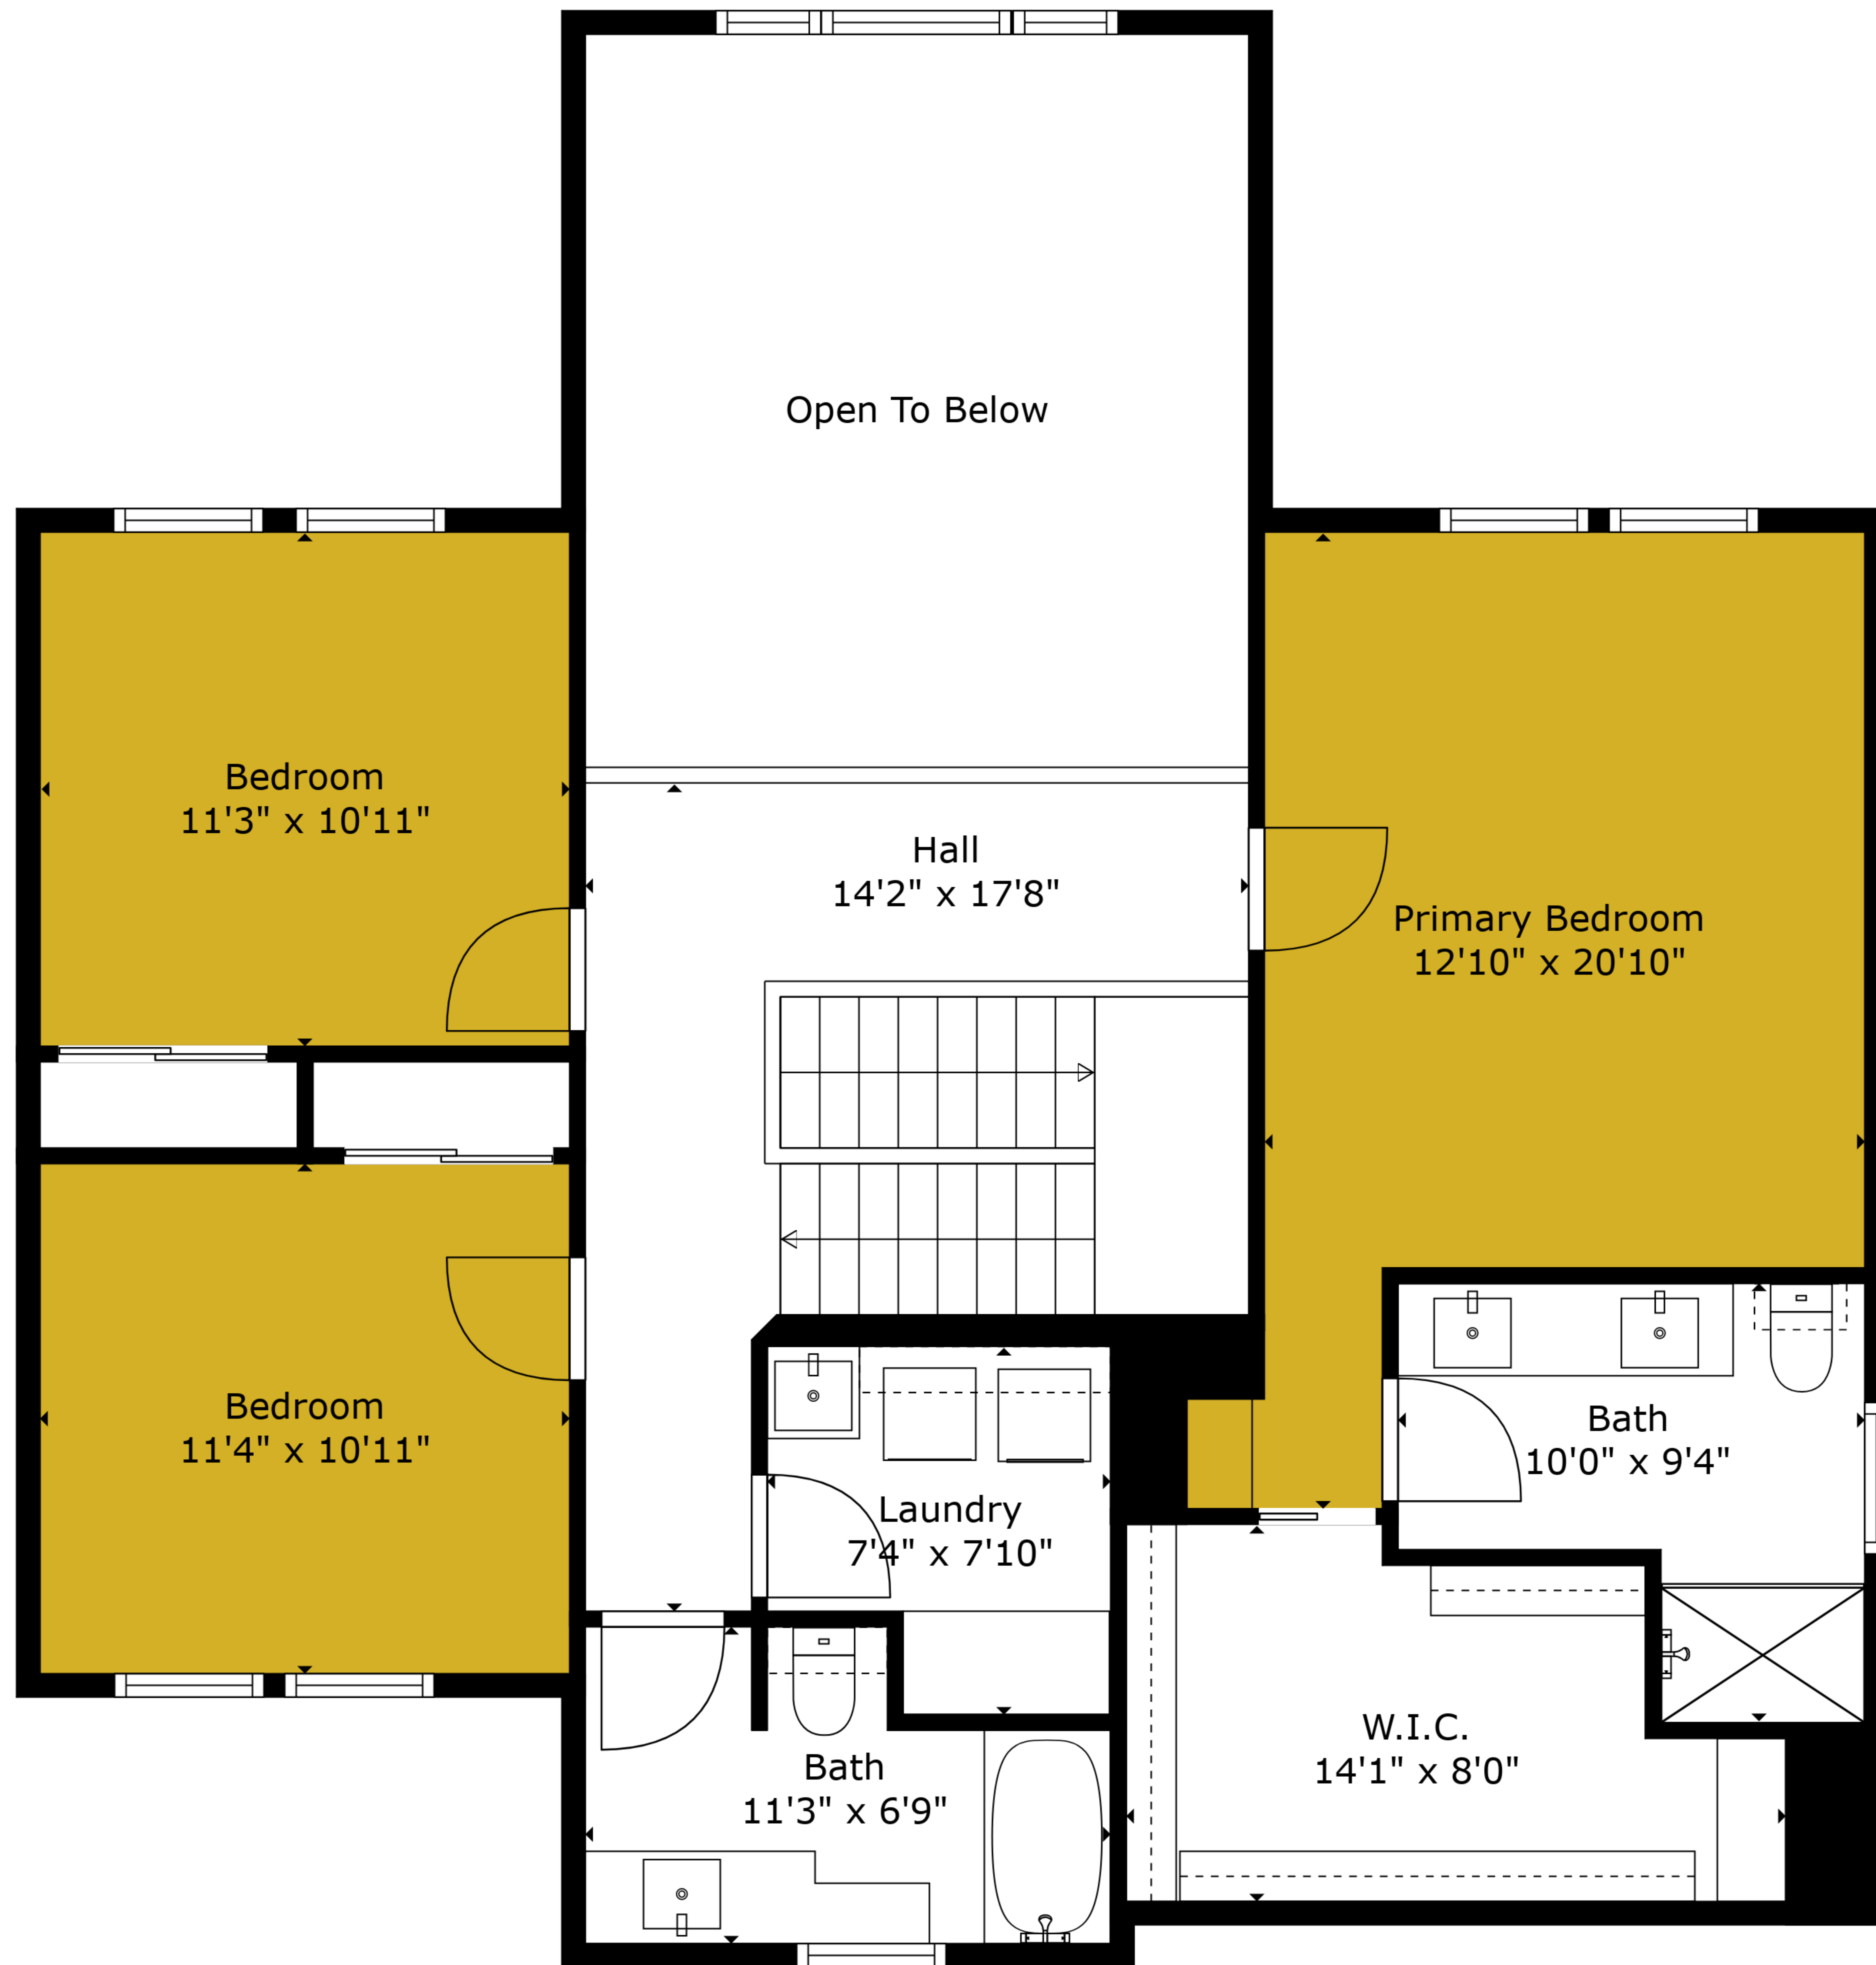 Open To Below
Bedroom
11'3" x 10'11"
Hall
14'2" x 17'8"
Primary Bedroom
12'10" x 20'10"
Bedroom
11'4" x 10'11"
Bath
10'0" x 9'4"
Laundry
7'4" x 7'10"
W.I.C.
14'1" x 8'0"
Bath
11'3" x 6'9"